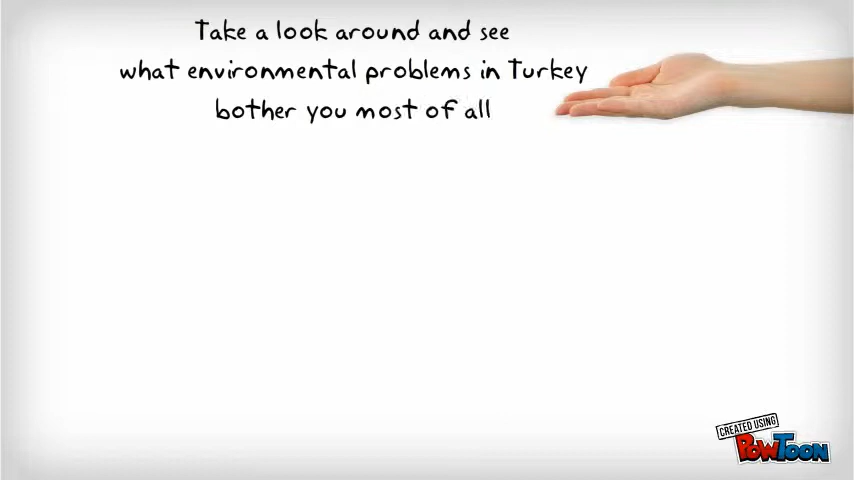 Take a look around and see
what environmental problems in Turkey
bother you most of all
CREATED USING
POWTOON